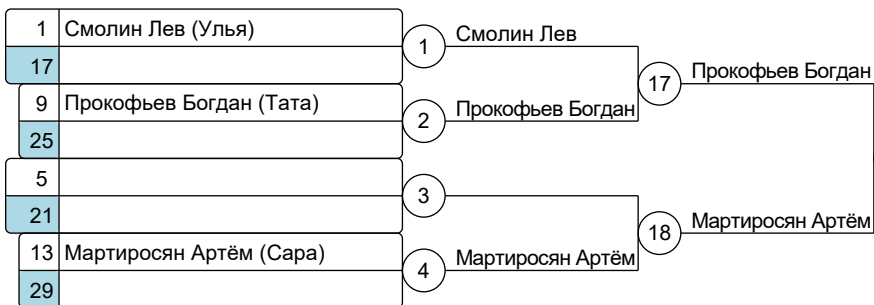 1 Смолин Лев (Улья)
17
9 Прокофьев Богдан (Тата)
25
5
21
13 Мартиросян Артём (Сара)
29
1 Смолин Лев
2 Прокофьев Богдан
3
4 Мартиросян Артём
17 Прокофьев Богдан
18 Мартиросян Артём